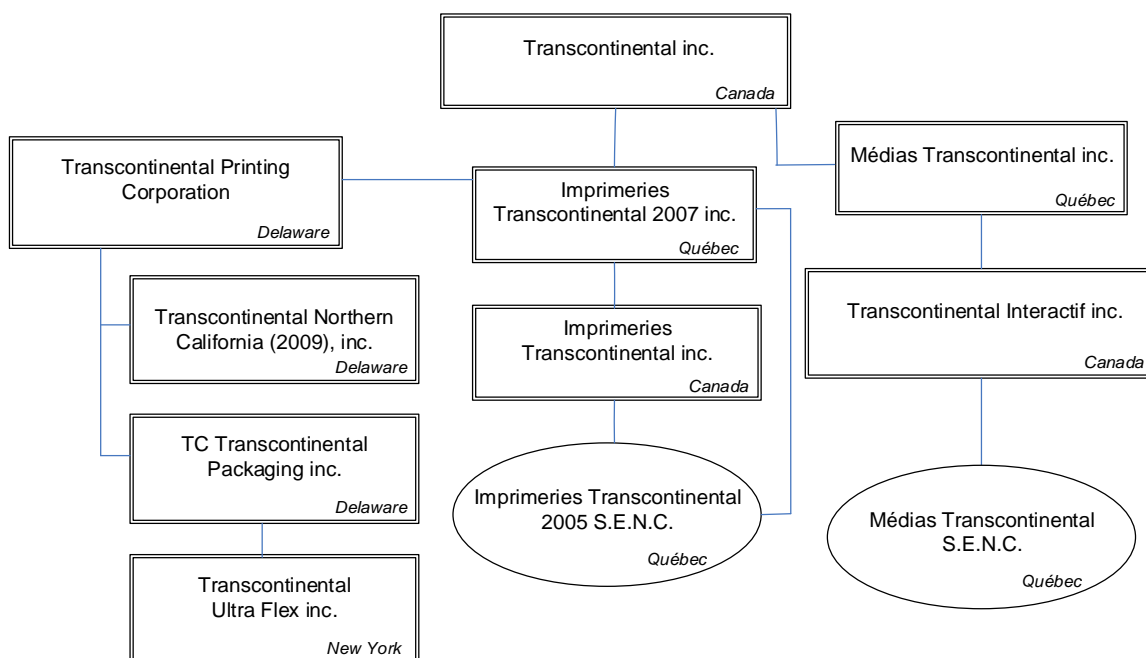 Transcontinental inc.
Canada
Transcontinental Printing
Corporation
Delaware
Imprimeries
Transcontinental 2007 inc.
Québec
Médias Transcontinental inc.
Québec
Transcontinental Northern
California (2009), inc.
Delaware
Imprimeries
Transcontinental inc.
Canada
Transcontinental Interactif inc.
Canada
TC Transcontinental
Packaging inc.
Delaware
Imprimeries Transcontinental
2005 S.E.N.C.
Québec
Médias Transcontinental
S.E.N.C.
Québec
Transcontinental
Ultra Flex inc.
New York